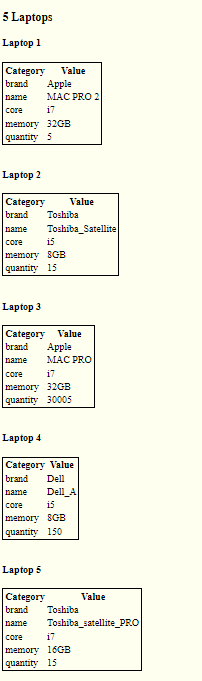 5 Laptops
Laptop 1
Category Value
brand Apple
name MAC PRO 2
core i7
memory 32GB
quantity 5
Laptop 2
Category Value
brand Toshiba
name Toshiba_Satellite
core i5
memory 8GB
quantity 15
Laptop 3
Category Value
brand Apple
name MAC PRO
core i7
memory 32GB
quantity 30005
Laptop 4
Category Value
brand Dell
name Dell_A
core i5
memory 8GB
quantity 150
Laptop 5
Category Value
brand Toshiba
name Toshiba_satellite_PRO
core i7
memory 16GB
quantity 15